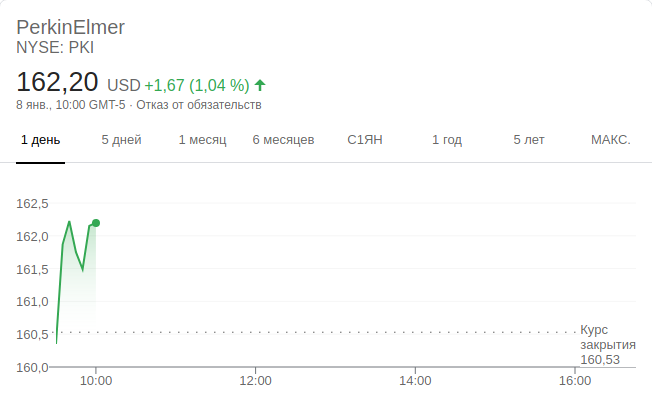 PerkinElmer
NYSE: PKI
162,20 USD +1,67 (1,04 %)
8 янв., 10:00 GMT-5 · Отказ от обязательств
1 день 5 дней 1 месяц 6 месяцев С1ЯН 1 год 5 лет МАКС.
162,5
162,0
161,5
161,0
160,5
Курс
закрытия
160,53
160,0
10:00 12:00 14:00 16:00